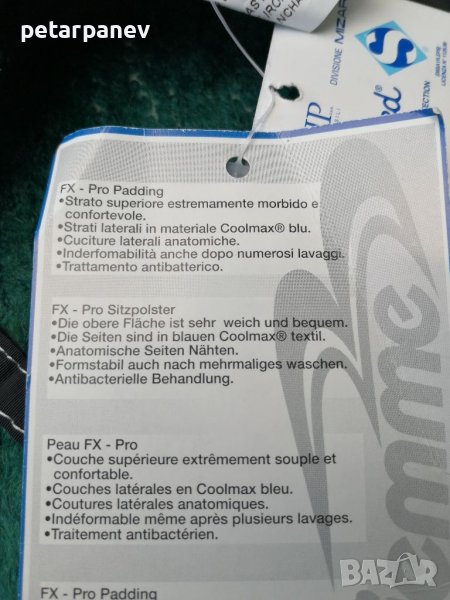 petarpanev
DIVISIONE MIZAR
FX - Pro Padding
•Strato superiore estremamente morbido e
confortevole.
•Strati laterali in materiale Coolmax® blu.
•Cuciture laterali anatomiche.
•Inderfomabilità anche dopo numerosi lavaggi.
•Trattamento antibatterico.
FX - Pro Sitzpolster
•Die obere Fläche ist sehr weich und bequem.
•Die Seiten sind in blauen Coolmax® textil.
•Anatomische Seiten Nähten.
•Formstabil auch nach mehrmaliges waschen.
•Antibacterielle Behandlung.
Peau FX - Pro
•Couche supérieure extrêmement souple et
confortable.
•Couches latérales en Coolmax bleu.
•Coutures latérales anatomiques.
•Indéformable même après plusieurs lavages.
•Traitement antibactérien.
FX - Pro Padding
BAZAR